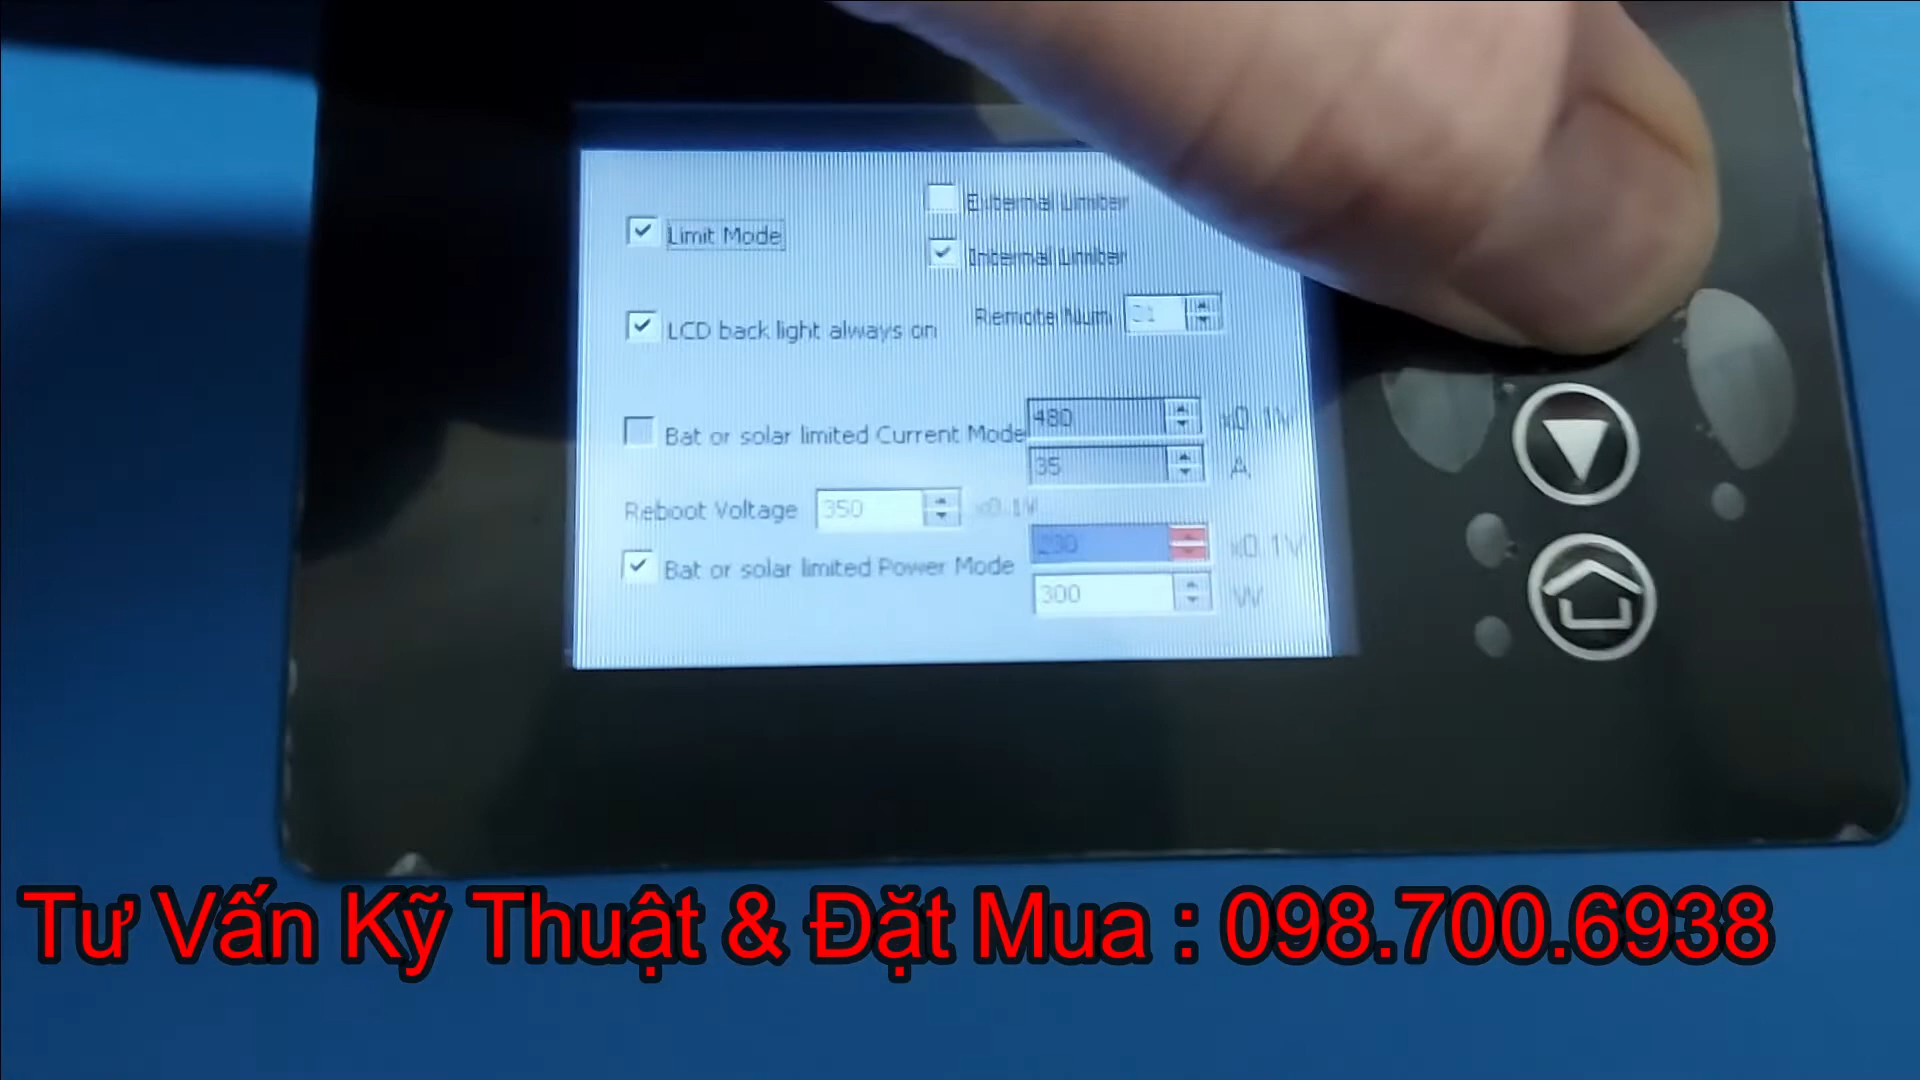 External Limiter
Limit Mode
Internal Limiter
Remote Num
LCD back light always on
480 x0.1V
Bat or solar limited Current Mode
35 A
Reboot Voltage 350 x0.1V
x0.1V
Bat or solar limited Power Mode
300 W
Tư Vấn Kỹ Thuật & Đặt Mua : 098.700.6938